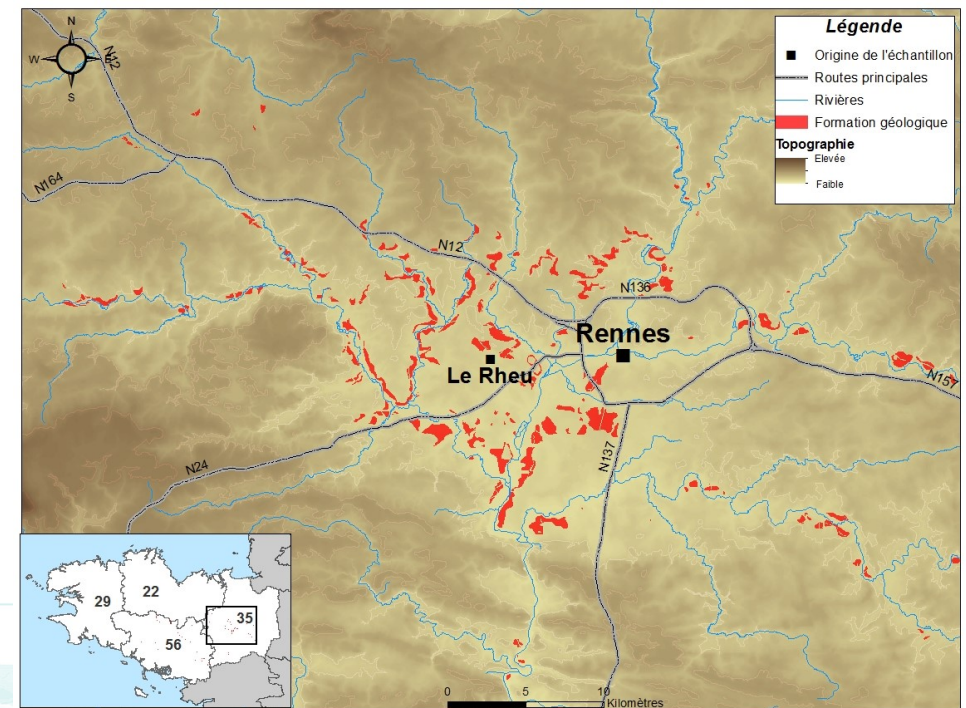 N
W
E
S
N12
Légende
Origine de l'échantillon
Routes principales
Rivières
Formation géologique
Topographie
Elevée
Faible
N164
N12
N136
Rennes
Le Rheu
N157
N24
N137
29
22
35
56
0 5 10
Kilomètres